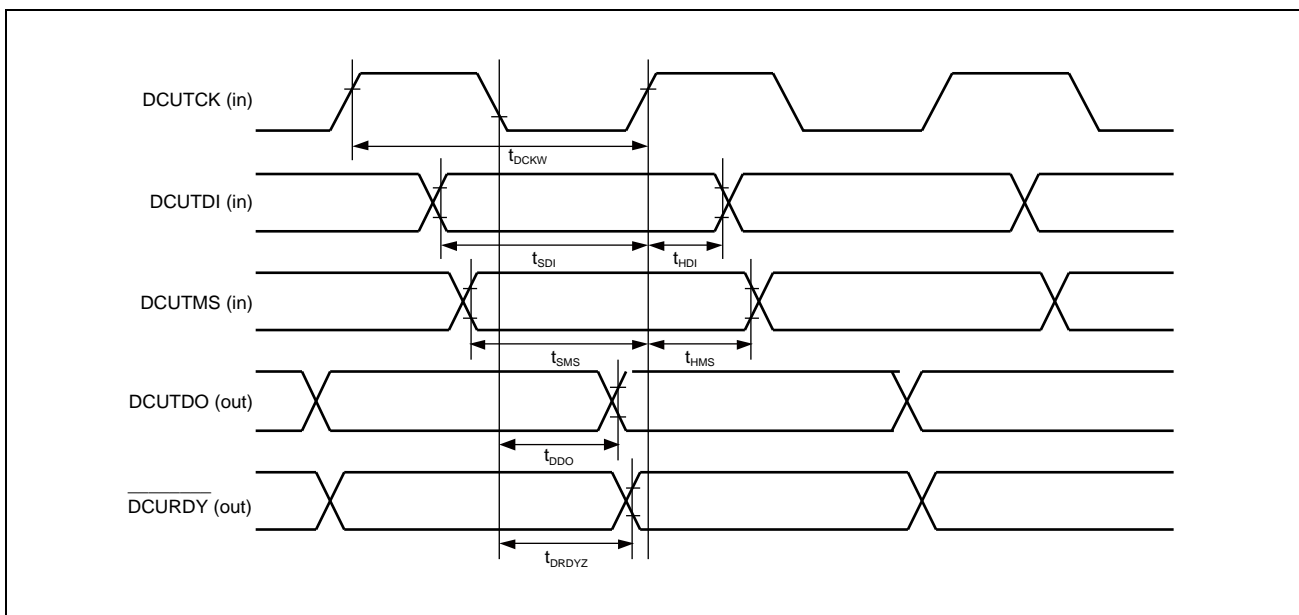 DCUTCK (in)
tDCKW
DCUTDI (in)
tSDI tHDI
DCUTMS (in)
tSMS tHMS
DCUTDO (out)
tDDO
DCURDY (out)
tDRDYZ